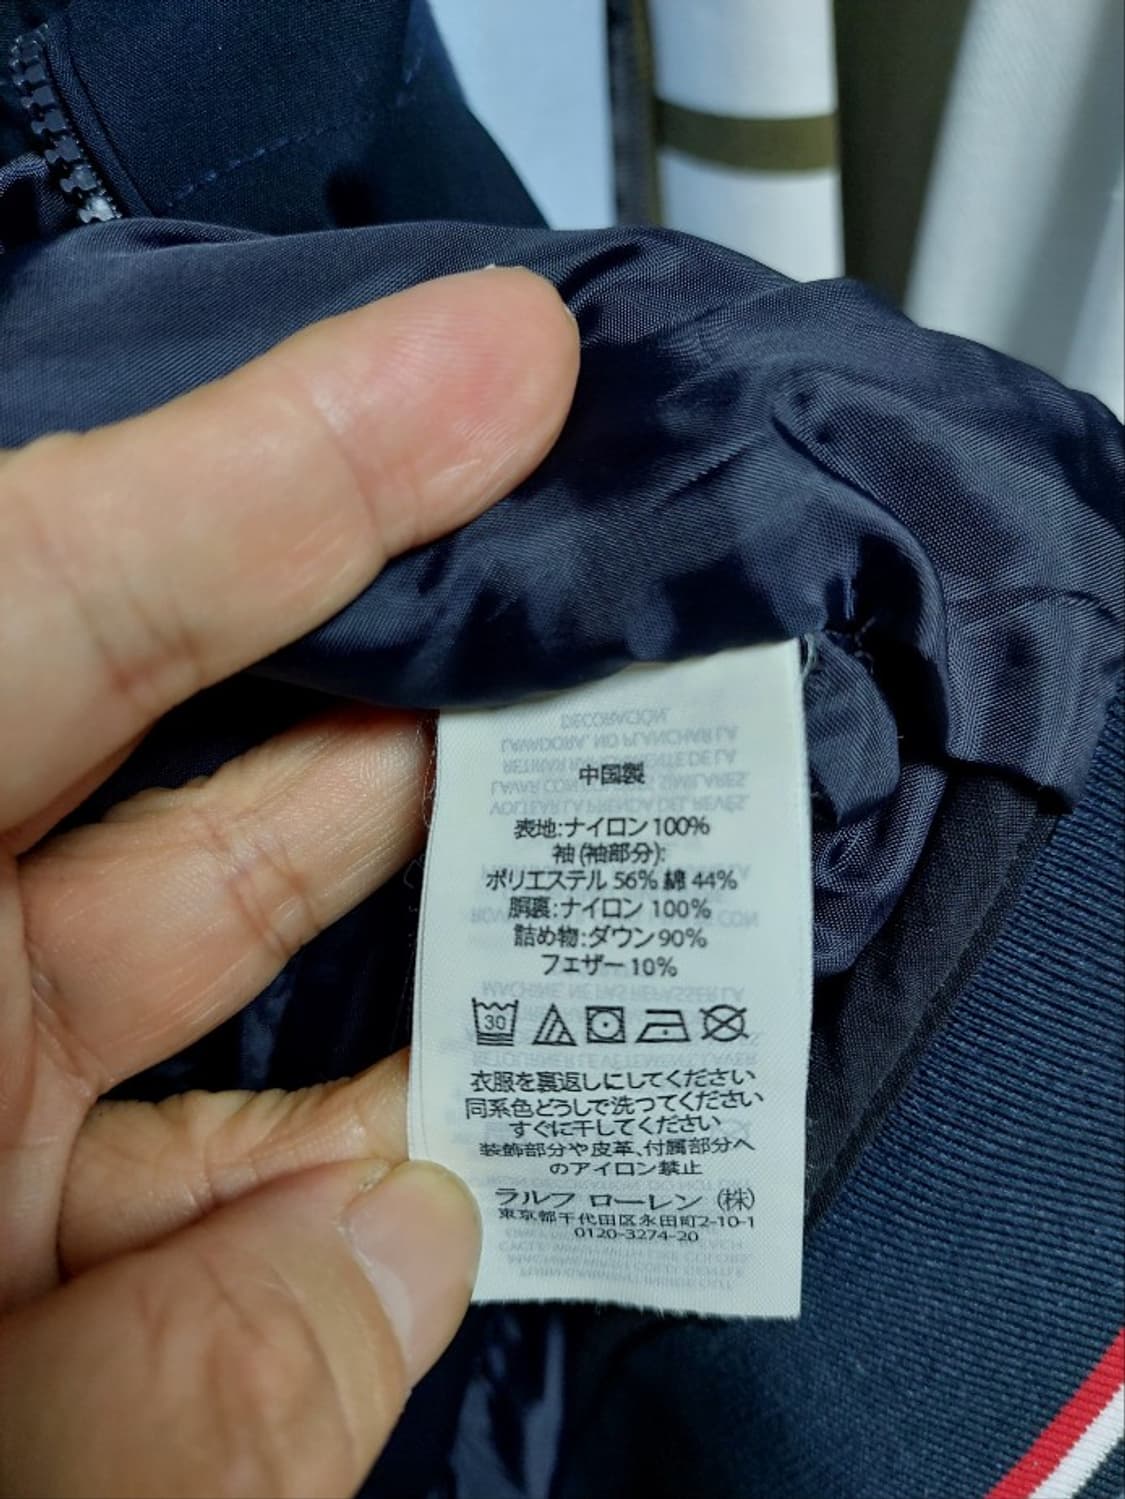 中国製
表地:ナイロン 100%
袖 (袖部分):
ポリエステル 56% 綿 44%
胴裏:ナイロン 100%
詰め物:ダウン 90%
フェザー 10%
30
衣服を裏返しにしてください
同系色どうしで洗つてください
すぐに干してください
装飾部分や皮革、付属部分へ
のアイロン禁止
ラルフ ローレン (株)
東京都千代田区永田町2-10-1
0120-3274-20